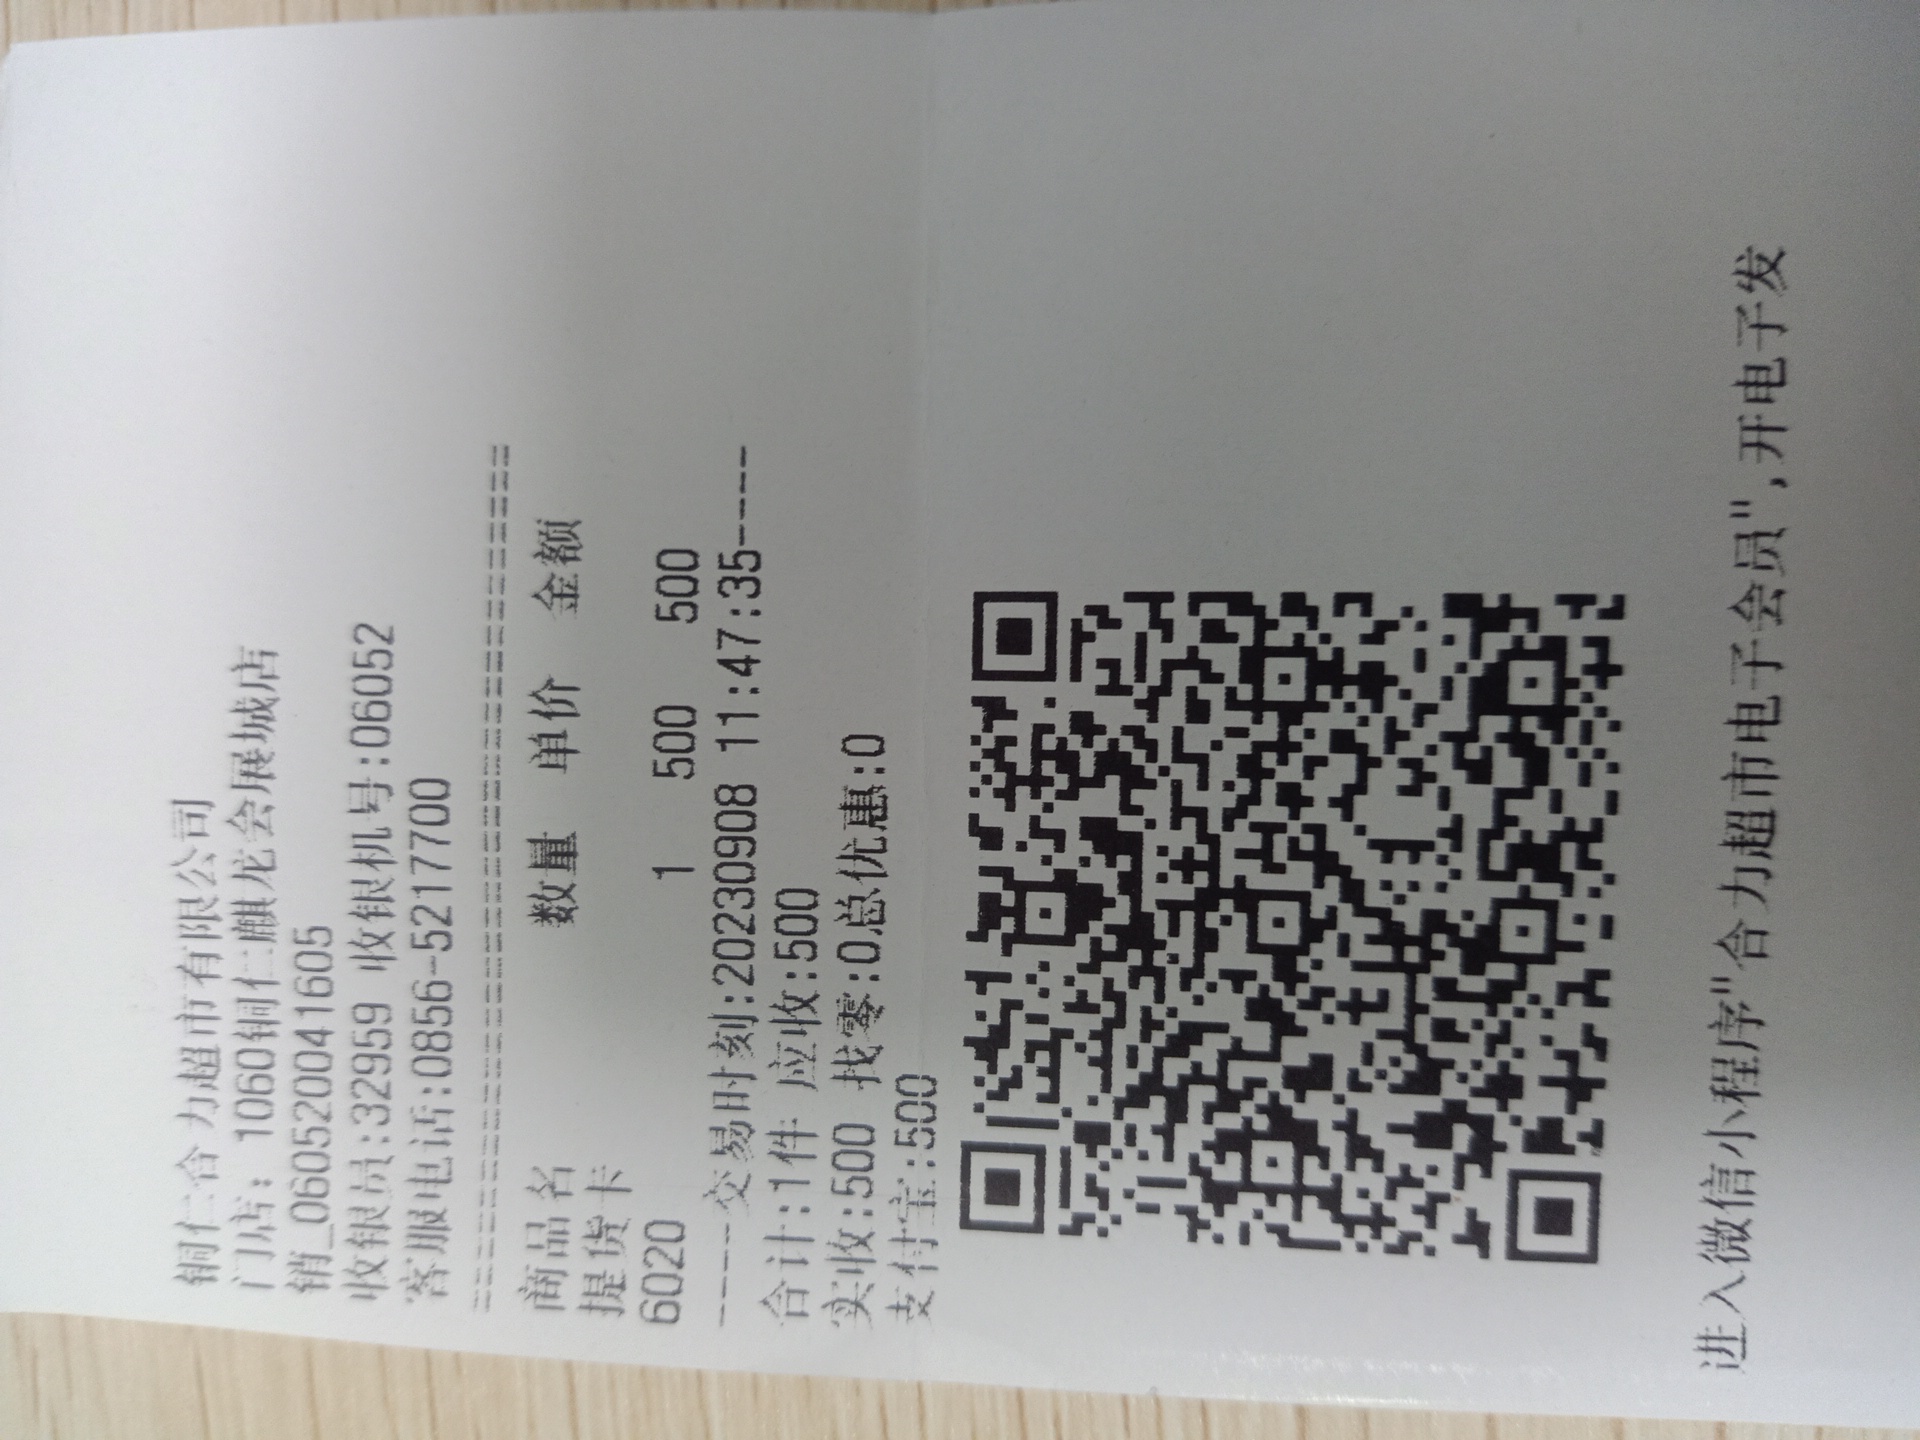 铜仁合力超市有限公司
门店: 1060铜仁麒龙会展城店
销_060520041605
收银员:32959 收银机号:06052
客服电话:0856-5217700
商品名 数量 单价 金额
提货卡
6020 1 500 500
----交易时刻:20230908 11:47:35-----
合计:1件 应收:500
实收:500 找零:0总优惠:0
支付宝:500
进入微信小程序"合力超市电子会员",开电子发